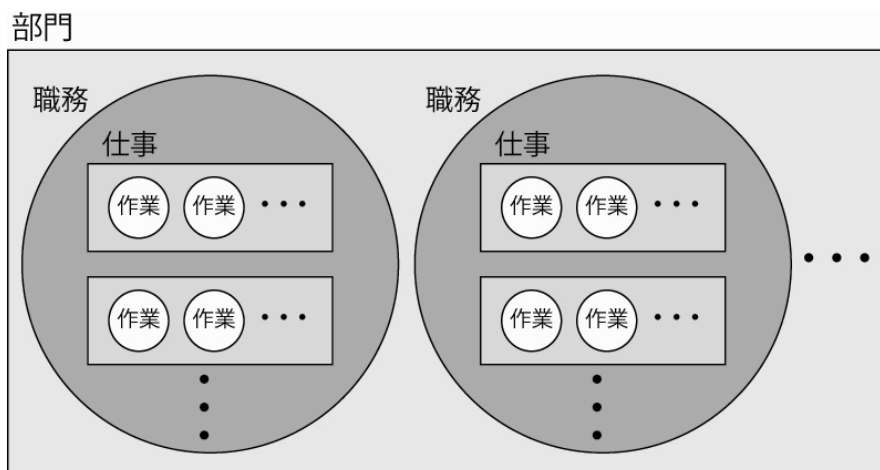 部門
職務
仕事
作業 作業 ・・・
作業 作業 ・・・
職務
仕事
作業 作業 ・・・
作業 作業 ・・・